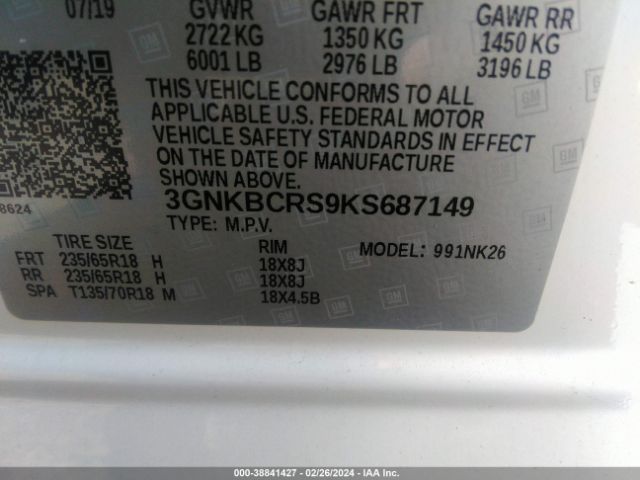 07/19 GVWR GAWR FRT GAWR RR
2722 KG 1350 KG 1450 KG
6001 LB 2976 LB 3196 LB
THIS VEHICLE CONFORMS TO ALL
APPLICABLE U.S. FEDERAL MOTOR
VEHICLE SAFETY STANDARDS IN EFFECT
ON THE DATE OF MANUFACTURE
SHOWN ABOVE.
8624 3GNKBCRS9KS687149
TYPE: M.P.V.
TIRE SIZE RIM MODEL: 991NK26
FRT 235/65R18 H 18X8J
RR 235/65R18 H 18X8J
SPA T135/70R18 M 18X4.5B
GM
000-38841427 - 02/26/2024 - IAA Inc.